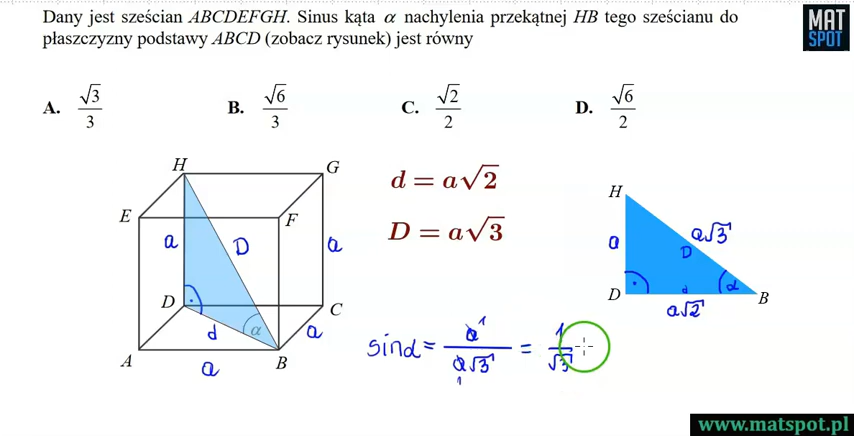 Dany jest sześcian ABCDEFGH. Sinus kąta α nachylenia przekątnej HB tego sześcianu do
płaszczyzny podstawy ABCD (zobacz rysunek) jest równy
MAT
SPOT
A. √3/3 B. √6/3 C. √2/2 D. √6/2
H
G
E
F
a
D
a
D
C
d
α
a
A
B
a
d = a√2
D = a√3
H
a
a√3
D
D
d
α
B
a√2
sinα = a¹/₁a√3 = 1/√3
www.matspot.pl